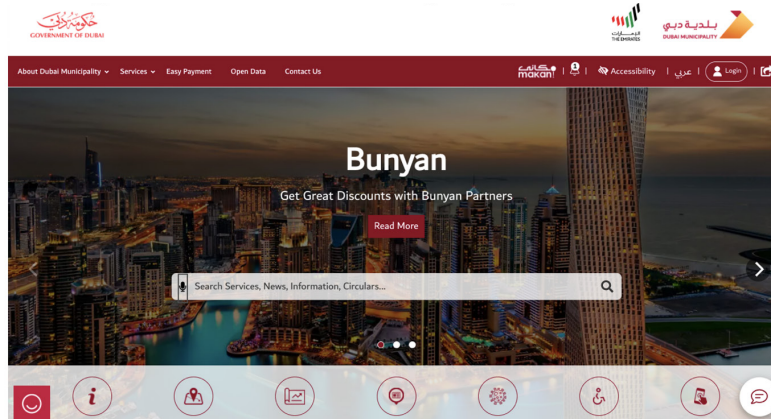 حكومة دبي
GOVERNMENT OF DUBAI
الإمارات
THE EMIRATES
بلدية دبي
DUBAI MUNICIPALITY
About Dubai Municipality Services Easy Payment Open Data Contact Us مكاني makani 1 Accessibility عربي Login
Bunyan
Get Great Discounts with Bunyan Partners
Read More
Search Services, News, Information, Circulars...